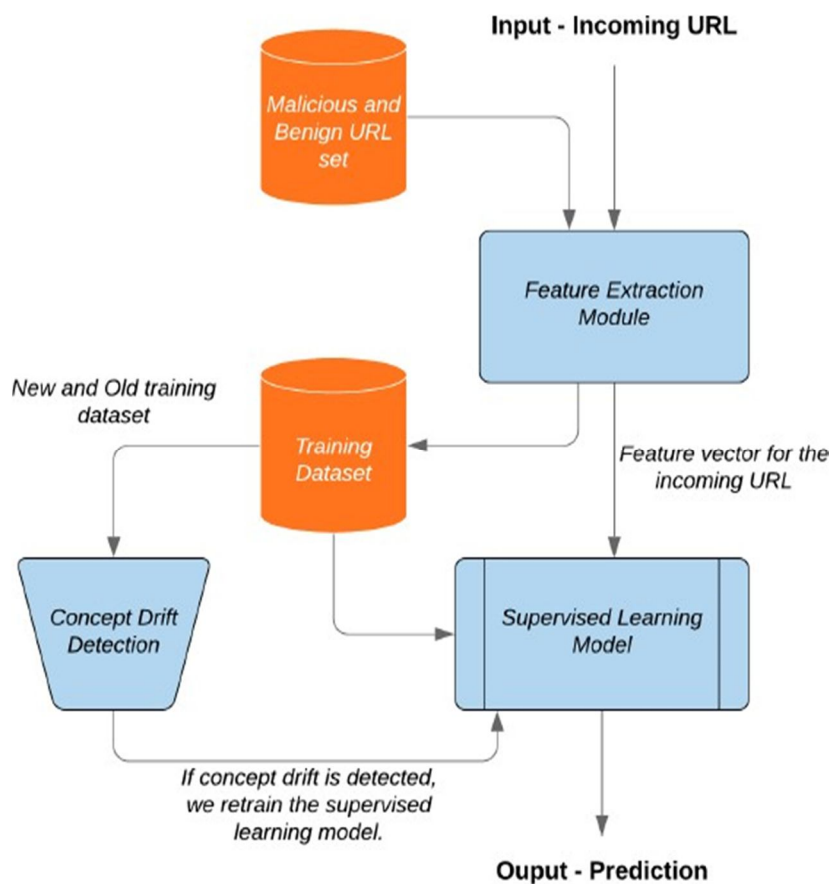 Input - Incoming URL
Malicious and
Benign URL
set
Feature Extraction
Module
New and Old training
dataset
Training
Dataset
Feature vector for the
incoming URL
Concept Drift
Detection
Supervised Learning
Model
If concept drift is detected,
we retrain the supervised
learning model.
Ouput - Prediction